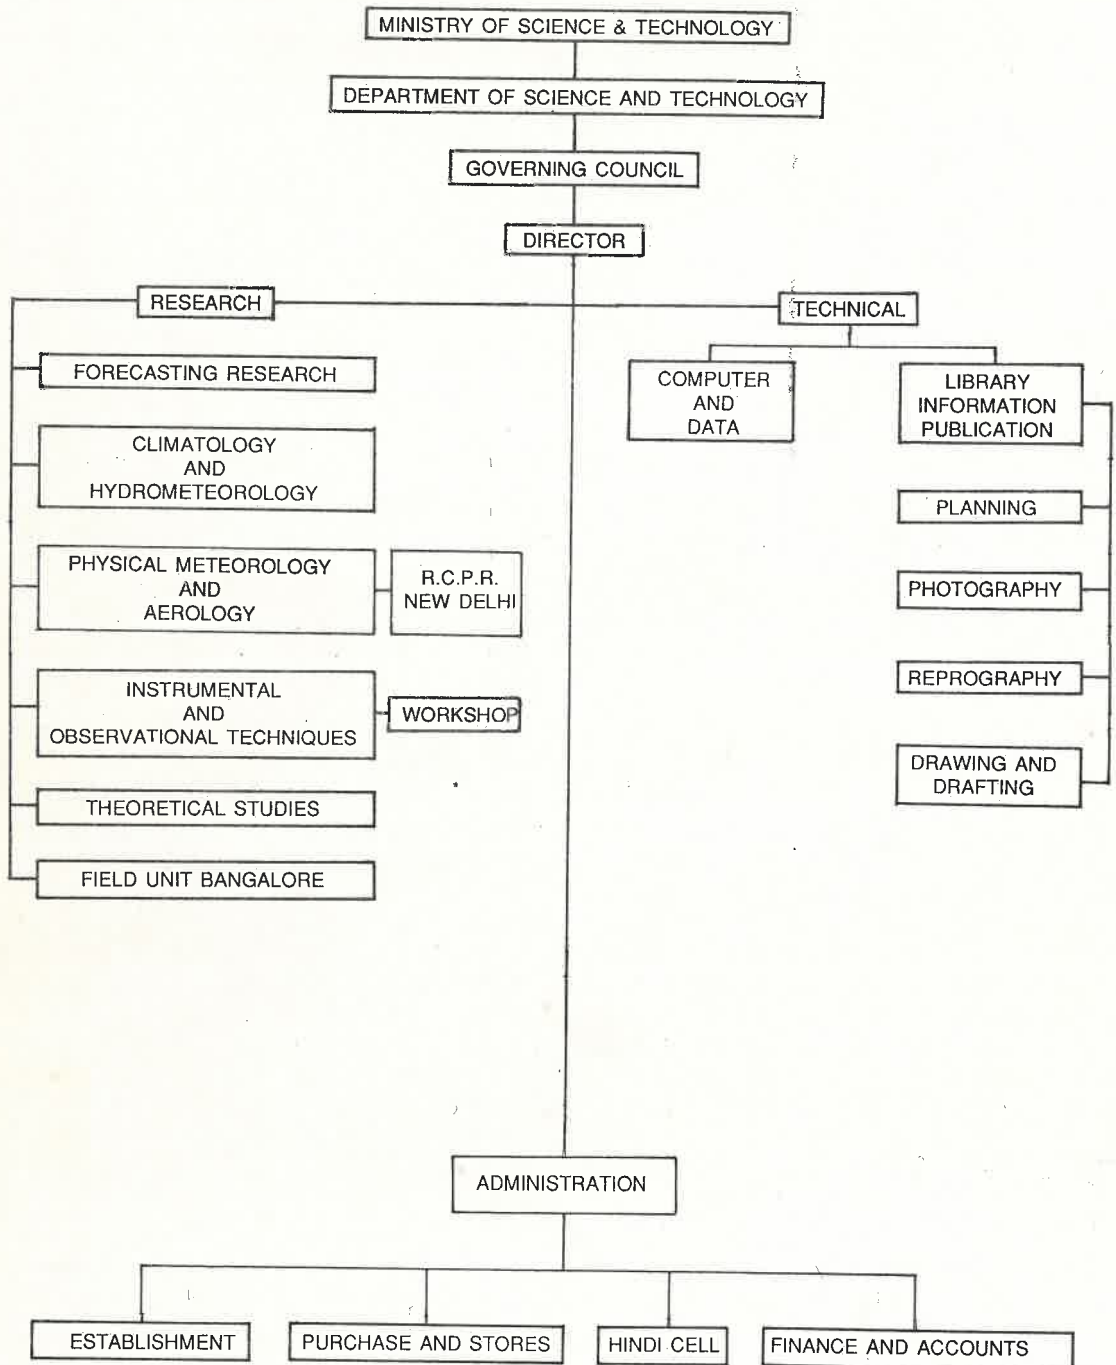 MINISTRY OF SCIENCE & TECHNOLOGY
DEPARTMENT OF SCIENCE AND TECHNOLOGY
GOVERNING COUNCIL
DIRECTOR
RESEARCH
TECHNICAL
FORECASTING RESEARCH
CLIMATOLOGY
AND
HYDROMETEOROLOGY
PHYSICAL METEOROLOGY
AND
AEROLOGY
R.C.P.R.
NEW DELHI
INSTRUMENTAL
AND
OBSERVATIONAL TECHNIQUES
WORKSHOP
THEORETICAL STUDIES
FIELD UNIT BANGALORE
COMPUTER
AND
DATA
LIBRARY
INFORMATION
PUBLICATION
PLANNING
PHOTOGRAPHY
REPROGRAPHY
DRAWING AND
DRAFTING
ADMINISTRATION
ESTABLISHMENT
PURCHASE AND STORES
HINDI CELL
FINANCE AND ACCOUNTS